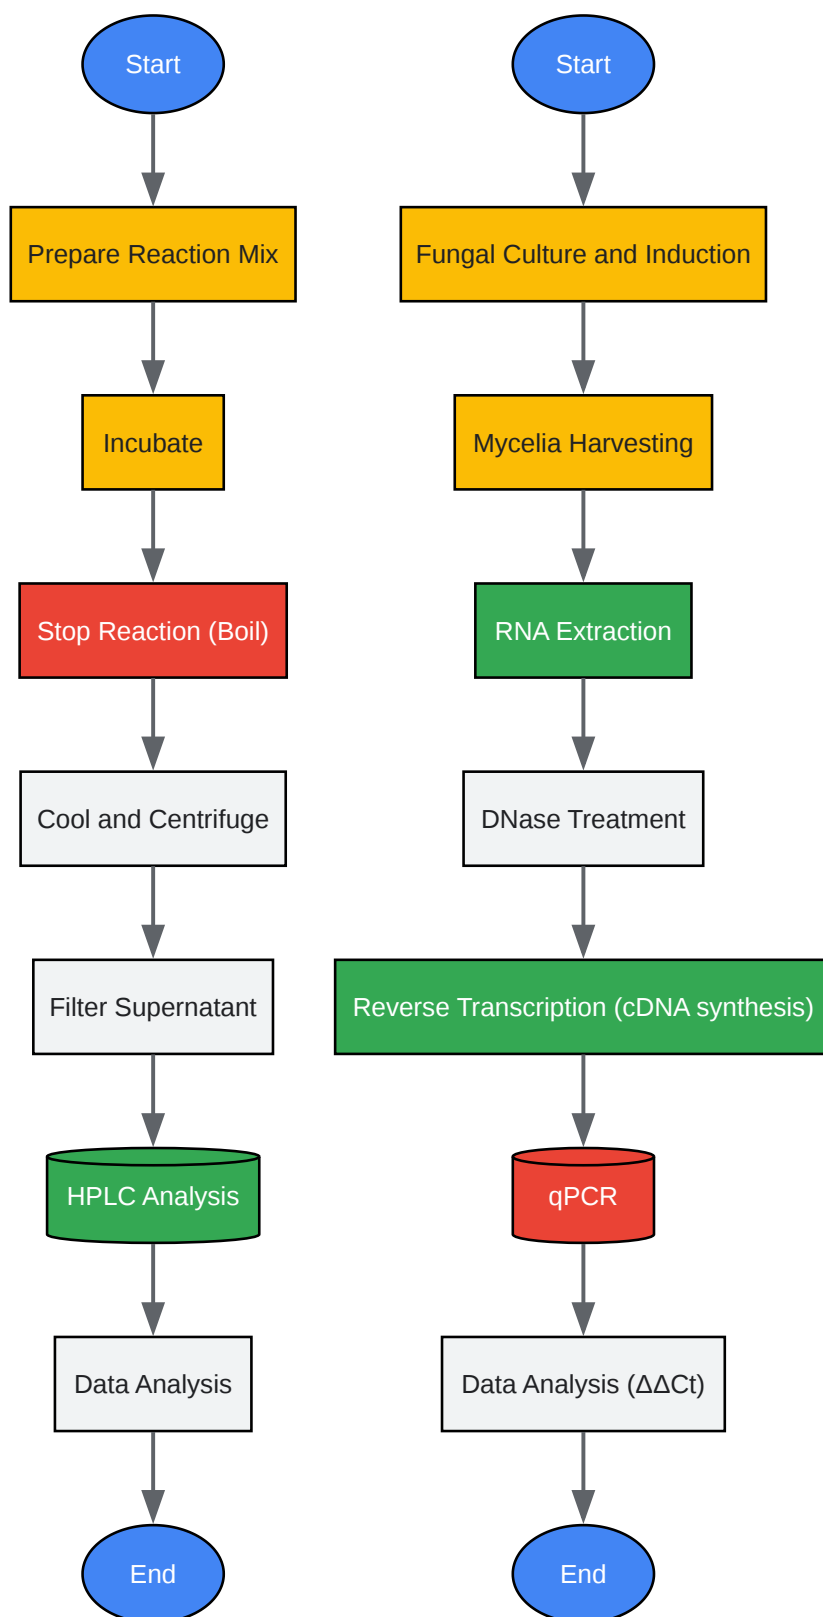 Start
Prepare Reaction Mix
Incubate
Stop Reaction (Boil)
Cool and Centrifuge
Filter Supernatant
HPLC Analysis
Data Analysis
End
Start
Fungal Culture and Induction
Mycelia Harvesting
RNA Extraction
DNase Treatment
Reverse Transcription (cDNA synthesis)
qPCR
Data Analysis (ΔΔCt)
End